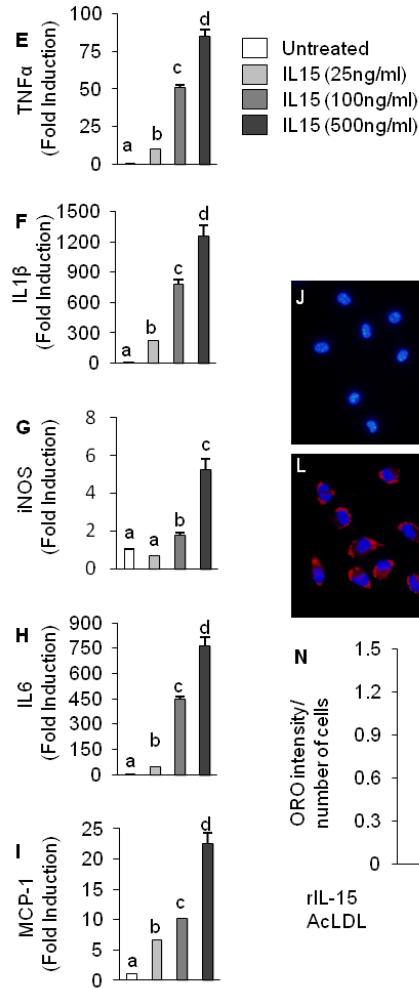 E
TNFα
(Fold Induction)
100
75
50
25
0
a
b
c
d
Untreated
IL15 (25ng/ml)
IL15 (100ng/ml)
IL15 (500ng/ml)
F
IL1β
(Fold Induction)
1500
1200
900
600
300
0
a
b
c
d
G
iNOS
(Fold Induction)
8
6
4
2
0
a
a
b
c
H
IL6
(Fold Induction)
900
750
600
450
300
150
0
a
b
c
d
I
MCP-1
(Fold Induction)
25
20
15
10
5
0
a
b
c
d
J
L
N
ORO intensity/
number of cells
1.5
1.2
0.9
0.6
0.3
0
rIL-15
AcLDL